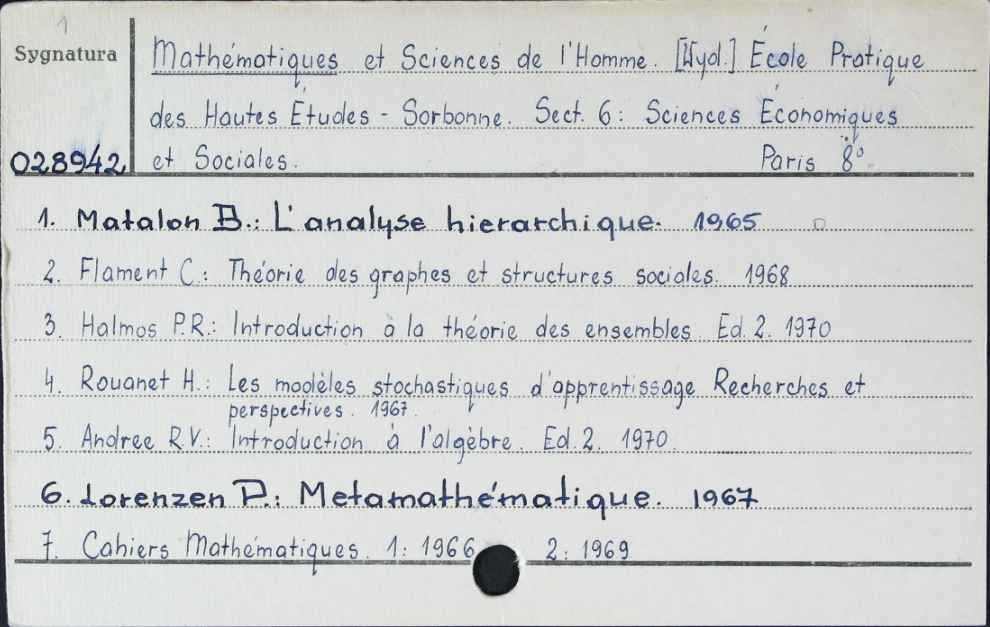 1
Sygnatura
Mathématiques et Sciences de l'Homme. [Wyd.] École Pratique
des Hautes Études - Sorbonne. Sect. 6: Sciences Économiques
028942 et Sociales. Paris 8°
1. Matalon B.: L'analyse hierarchique. 1965
2. Flament C.: Théorie des graphes et structures sociales. 1968
3. Halmos P.R.: Introduction à la théorie des ensembles. Ed. 2. 1970
4. Rouanet H.: Les modèles stochastiques d'apprentissage Recherches et
perspectives. 1967.
5. Andree R.V.: Introduction à l'algèbre. Ed. 2. 1970.
6. Lorenzen P.: Metamathématique. 1967
7. Cahiers Mathématiques. 1: 1966 2: 1969